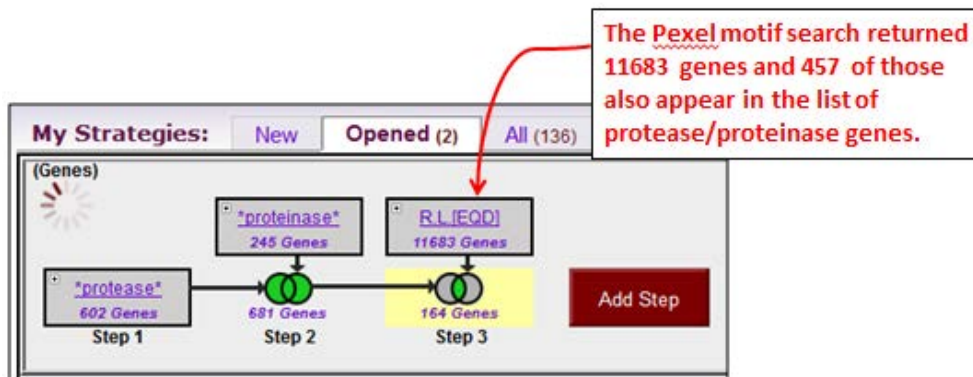 The Pexel motif search returned
11683 genes and 457 of those
also appear in the list of
protease/proteinase genes.
My Strategies: New Opened (2) All (136)
(Genes)
*proteinase*
245 Genes
R.L.[EQD]
11683 Genes
*protease*
602 Genes
681 Genes
164 Genes
Add Step
Step 1 Step 2 Step 3